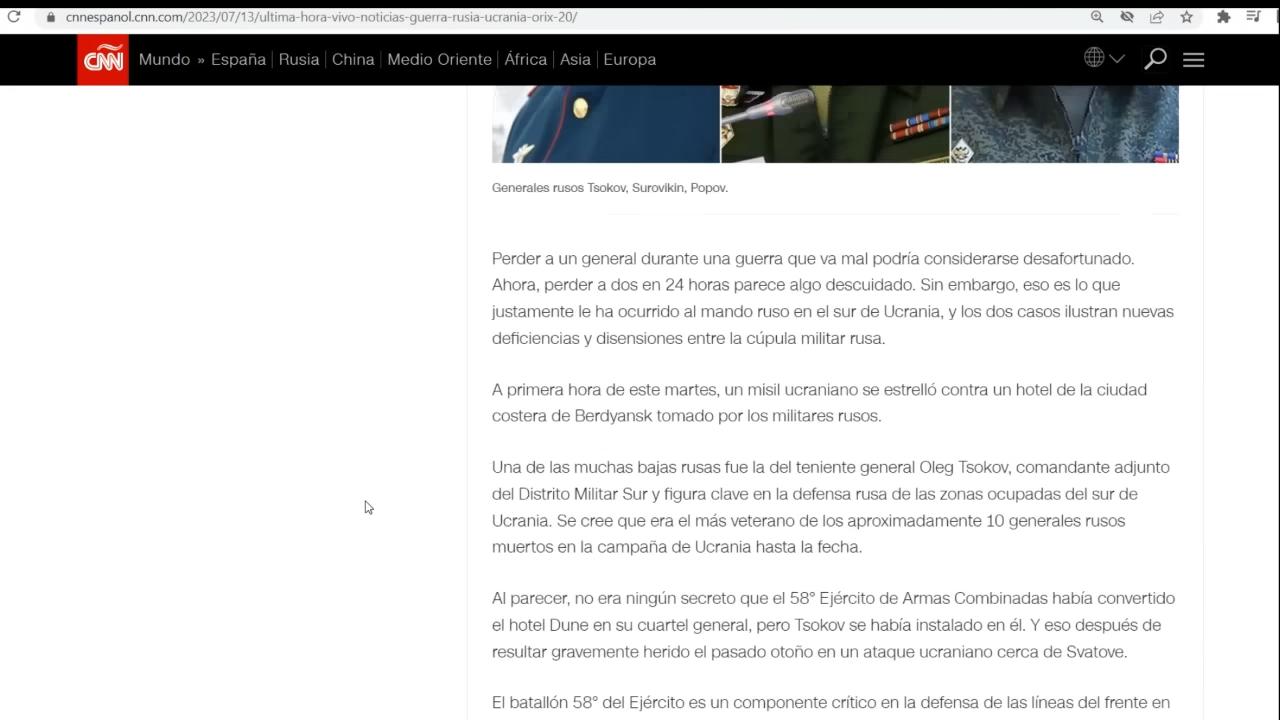 cnnespanol.cnn.com/2023/07/13/ultima-hora-vivo-noticias-guerra-rusia-ucrania-orix-20/
CNN Mundo » España Rusia China Medio Oriente África Asia Europa
Generales rusos Tsokov, Surovikin, Popov.
Perder a un general durante una guerra que va mal podría considerarse desafortunado.
Ahora, perder a dos en 24 horas parece algo descuidado. Sin embargo, eso es lo que
justamente le ha ocurrido al mando ruso en el sur de Ucrania, y los dos casos ilustran nuevas
deficiencias y disensiones entre la cúpula militar rusa.
A primera hora de este martes, un misil ucraniano se estrelló contra un hotel de la ciudad
costera de Berdyansk tomado por los militares rusos.
Una de las muchas bajas rusas fue la del teniente general Oleg Tsokov, comandante adjunto
del Distrito Militar Sur y figura clave en la defensa rusa de las zonas ocupadas del sur de
Ucrania. Se cree que era el más veterano de los aproximadamente 10 generales rusos
muertos en la campaña de Ucrania hasta la fecha.
Al parecer, no era ningún secreto que el 58° Ejército de Armas Combinadas había convertido
el hotel Dune en su cuartel general, pero Tsokov se había instalado en él. Y eso después de
resultar gravemente herido el pasado otoño en un ataque ucraniano cerca de Svatove.
El batallón 58° del Ejército es un componente crítico en la defensa de las líneas del frente en